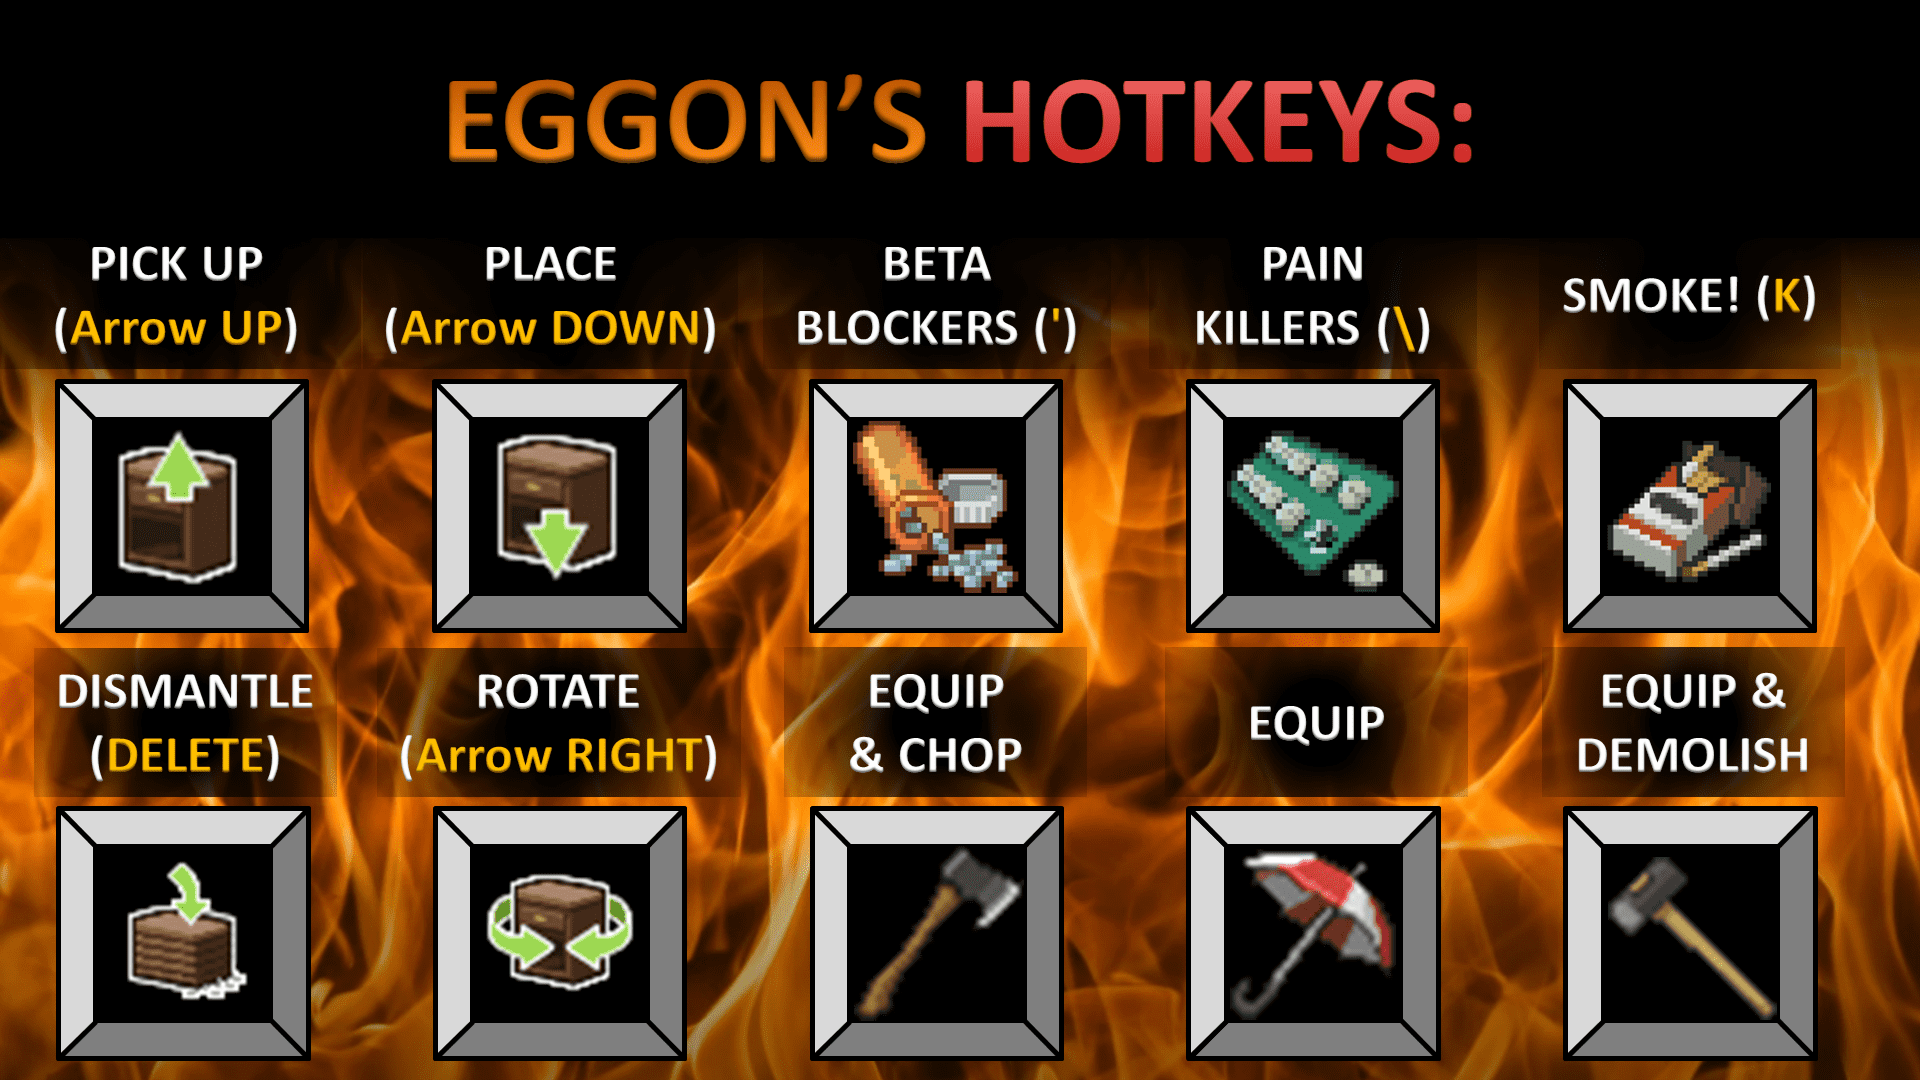 EGGON’S HOTKEYS:
PICK UP
(Arrow UP)
PLACE
(Arrow DOWN)
BETA
BLOCKERS (')
PAIN
KILLERS (\)
SMOKE! (K)
DISMANTLE
(DELETE)
ROTATE
(Arrow RIGHT)
EQUIP
& CHOP
EQUIP
EQUIP &
DEMOLISH